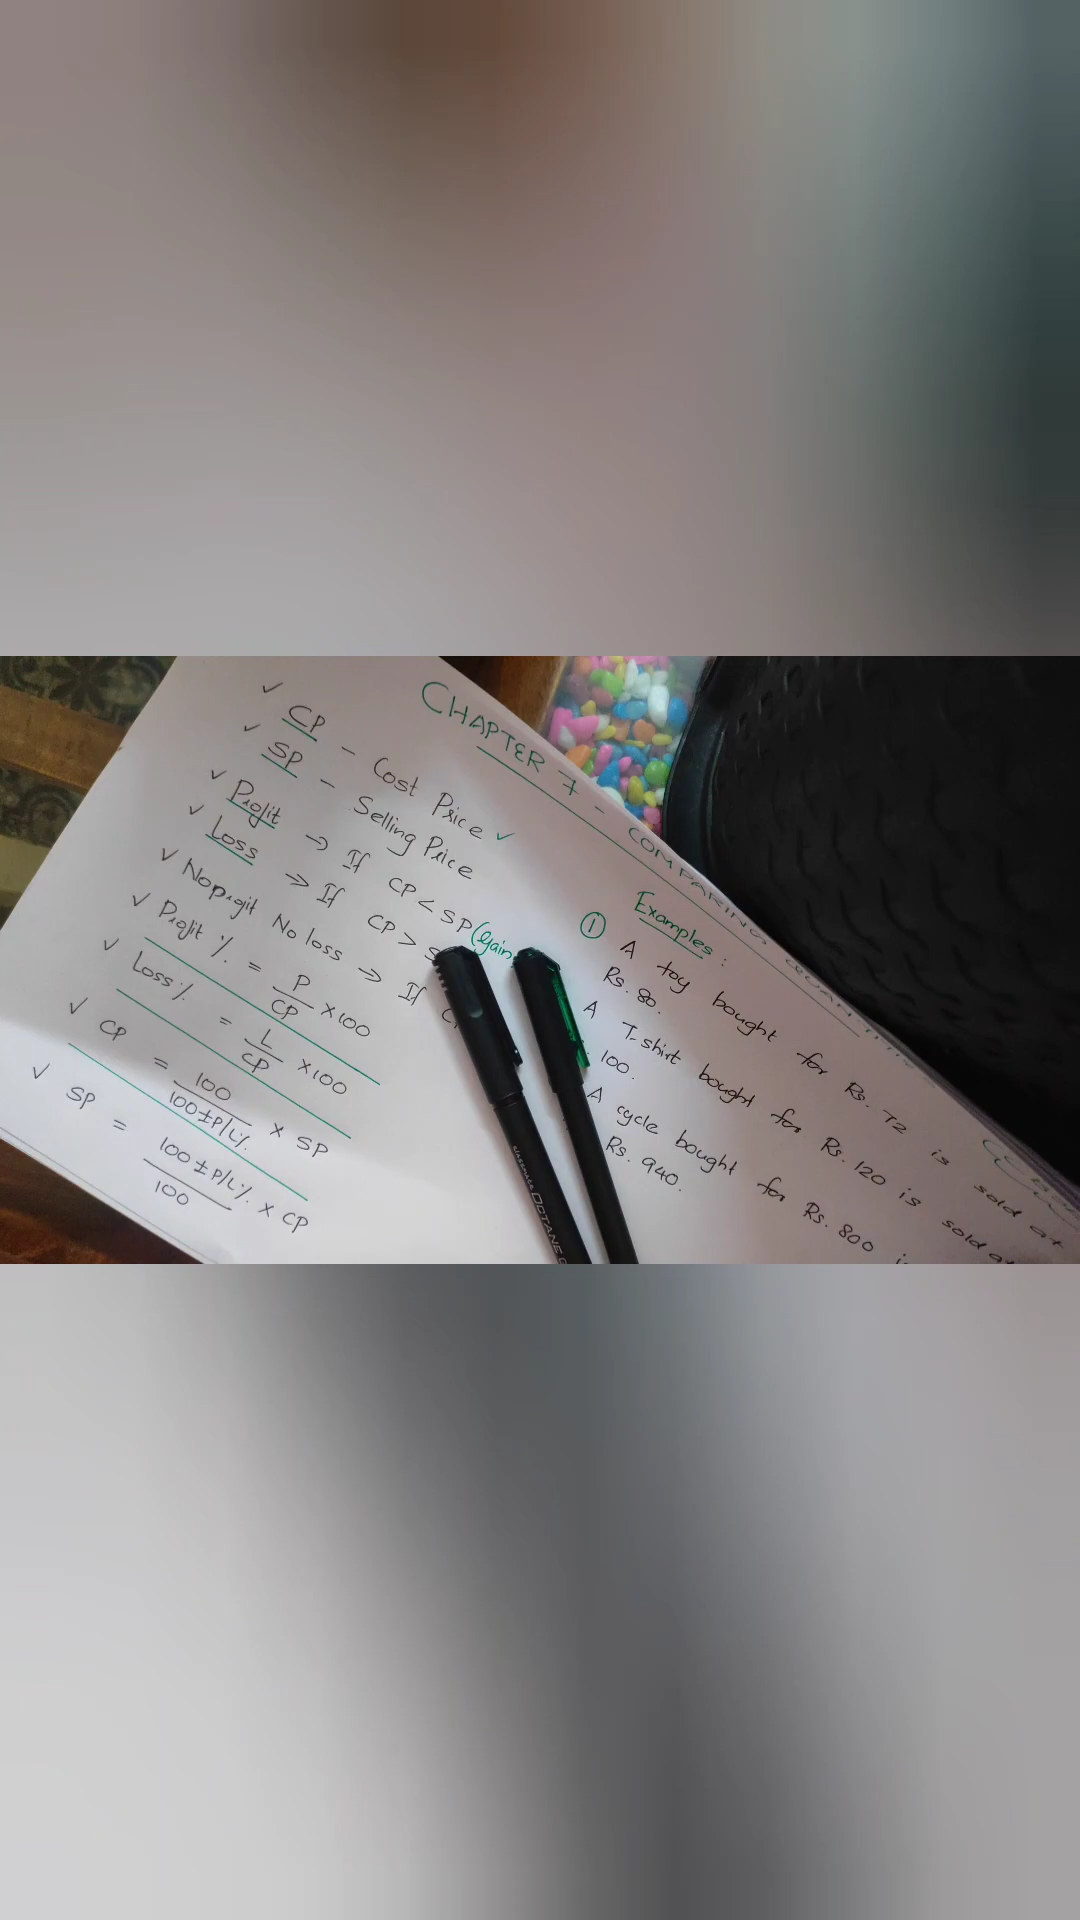 CHAPTER 7 - COMPARING QUANTITIES
✓ CP - Cost Price ✓
✓ SP - Selling Price
✓ Profit → If CP < SP (Gain
✓ Loss → If CP > S
✓ No profit No loss → If C
✓ Profit % = P/CP × 100
✓ Loss % = L/CP × 100
✓ CP = 100/100±P/L% × SP
✓ SP = 100±P/L%/100 × CP
Examples:
① A toy bought for Rs. 72 is sold at
Rs. 80.
A T-shirt bought for Rs. 120 is sold at
100.
A cycle bought for Rs. 800
Rs. 940.
classmate OCTANE